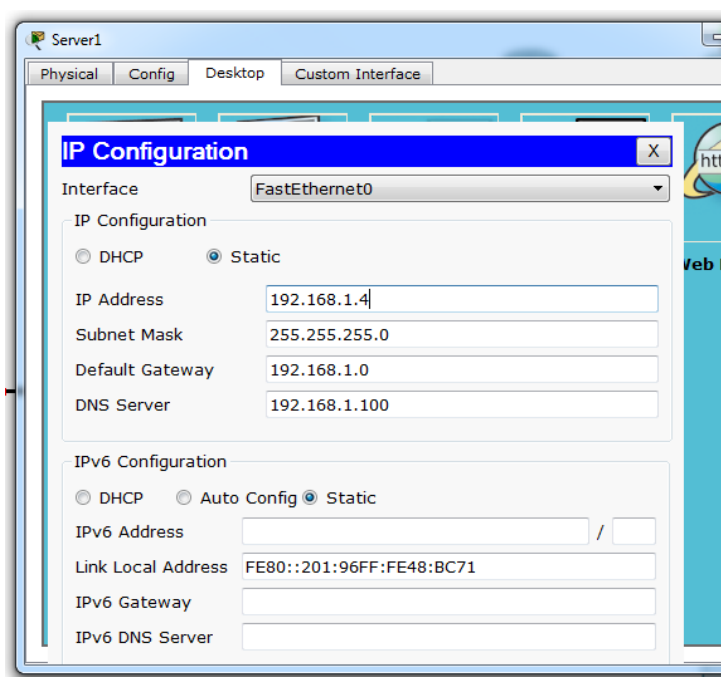 Server1
Physical Config Desktop Custom Interface
IP Configuration X
htt
Interface FastEthernet0
IP Configuration
DHCP Static
Web
IP Address 192.168.1.4
Subnet Mask 255.255.255.0
Default Gateway 192.168.1.0
DNS Server 192.168.1.100
IPv6 Configuration
DHCP Auto Config Static
IPv6 Address /
Link Local Address FE80::201:96FF:FE48:BC71
IPv6 Gateway
IPv6 DNS Server